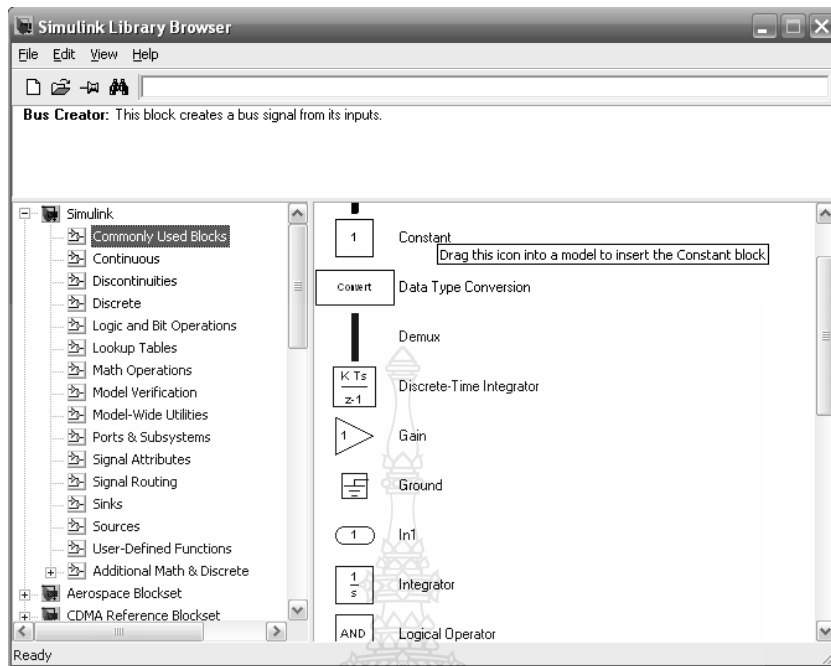 Simulink Library Browser
File Edit View Help
Bus Creator: This block creates a bus signal from its inputs.
Simulink
Commonly Used Blocks
Continuous
Discontinuities
Discrete
Logic and Bit Operations
Lookup Tables
Math Operations
Model Verification
Model-Wide Utilities
Ports & Subsystems
Signal Attributes
Signal Routing
Sinks
Sources
User-Defined Functions
Additional Math & Discrete
Aerospace Blockset
CDMA Reference Blockset
1 Constant
Drag this icon into a model to insert the Constant block
Convert Data Type Conversion
Demux
K Ts
z-1
Discrete-Time Integrator
1 Gain
Ground
1 In1
1
s
Integrator
AND Logical Operator
Ready